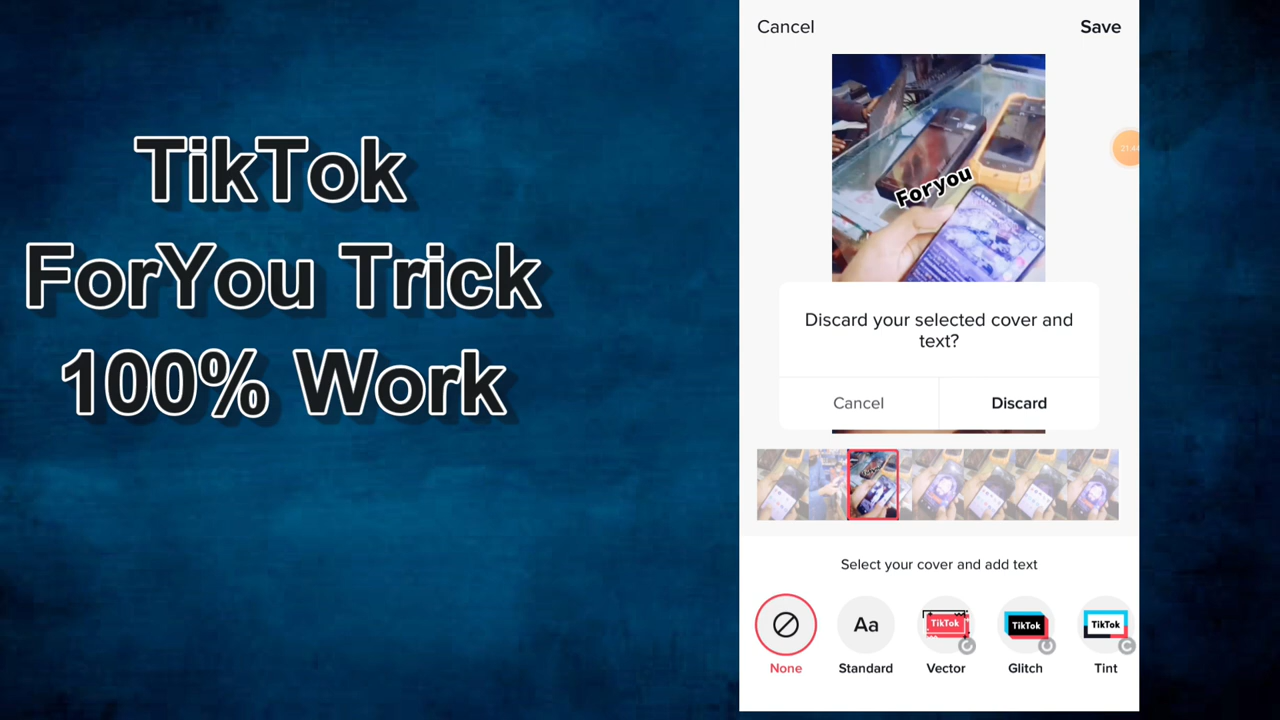 TikTok
ForYou Trick
100% Work
Cancel
Save
Foryou
Discard your selected cover and
text?
Cancel
Discard
Select your cover and add text
Aa
TikTok
TikTok
TikTok
None
Standard
Vector
Glitch
Tint